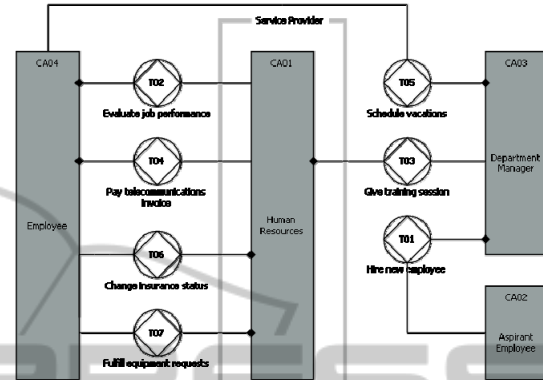 Service Provider
CA04
T02
CA01
T05
CA03
Evaluate job performance
Schedule vacations
T04
T03
Department
Manager
Pay telecommunications
invoice
Give training session
Employee
Human
Resources
T01
T06
Hire new employee
Change insurance status
CA02
T07
Aspirant
Employee
Fulfill equipment requests